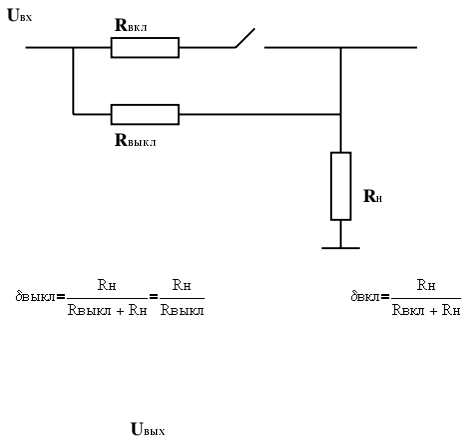 Uвх
Rвкл
Rвыкл
Rн
δвыкл=Rн/(Rвыкл + Rн)=Rн/Rвыкл
δвкл=Rн/(Rвкл + Rн)
Uвых